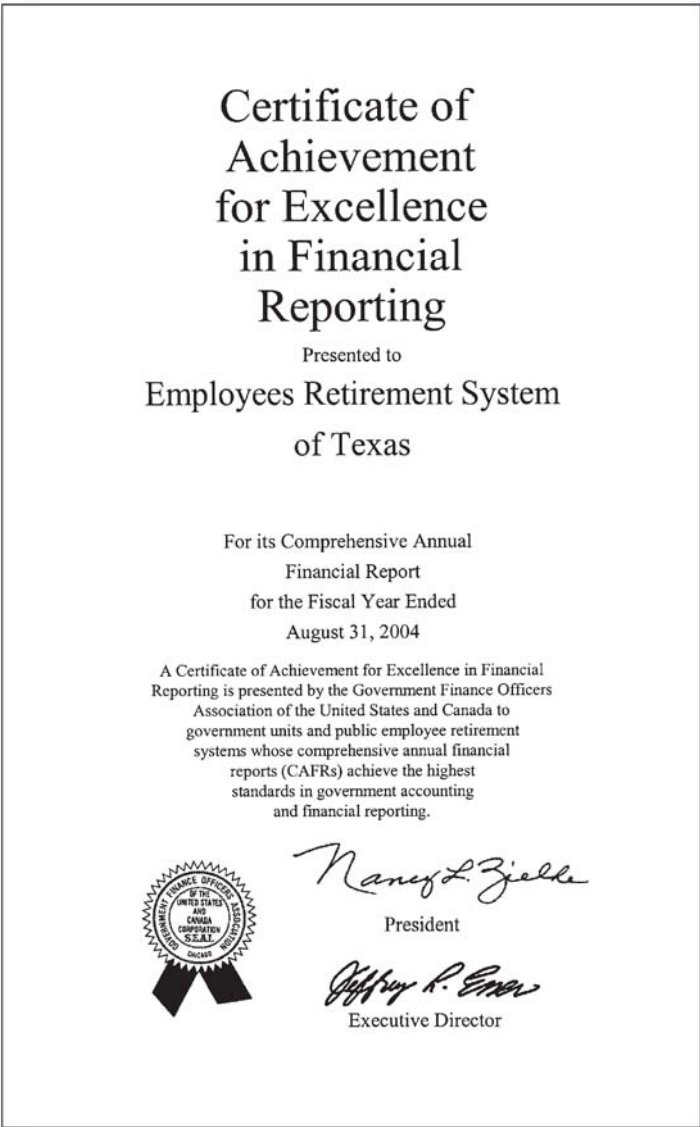 Certificate of
Achievement
for Excellence
in Financial
Reporting
Presented to
Employees Retirement System
of Texas
For its Comprehensive Annual
Financial Report
for the Fiscal Year Ended
August 31, 2004
A Certificate of Achievement for Excellence in Financial
Reporting is presented by the Government Finance Officers
Association of the United States and Canada to
government units and public employee retirement
systems whose comprehensive annual financial
reports (CAFRs) achieve the highest
standards in government accounting
and financial reporting.
Nancy L. Zielke
President
GOVERNMENT FINANCE OFFICERS ASSOCIATION
OF THE
UNITED STATES
AND
CANADA
CORPORATION
SEAL
CHICAGO
Jeffrey R. Enev
Executive Director